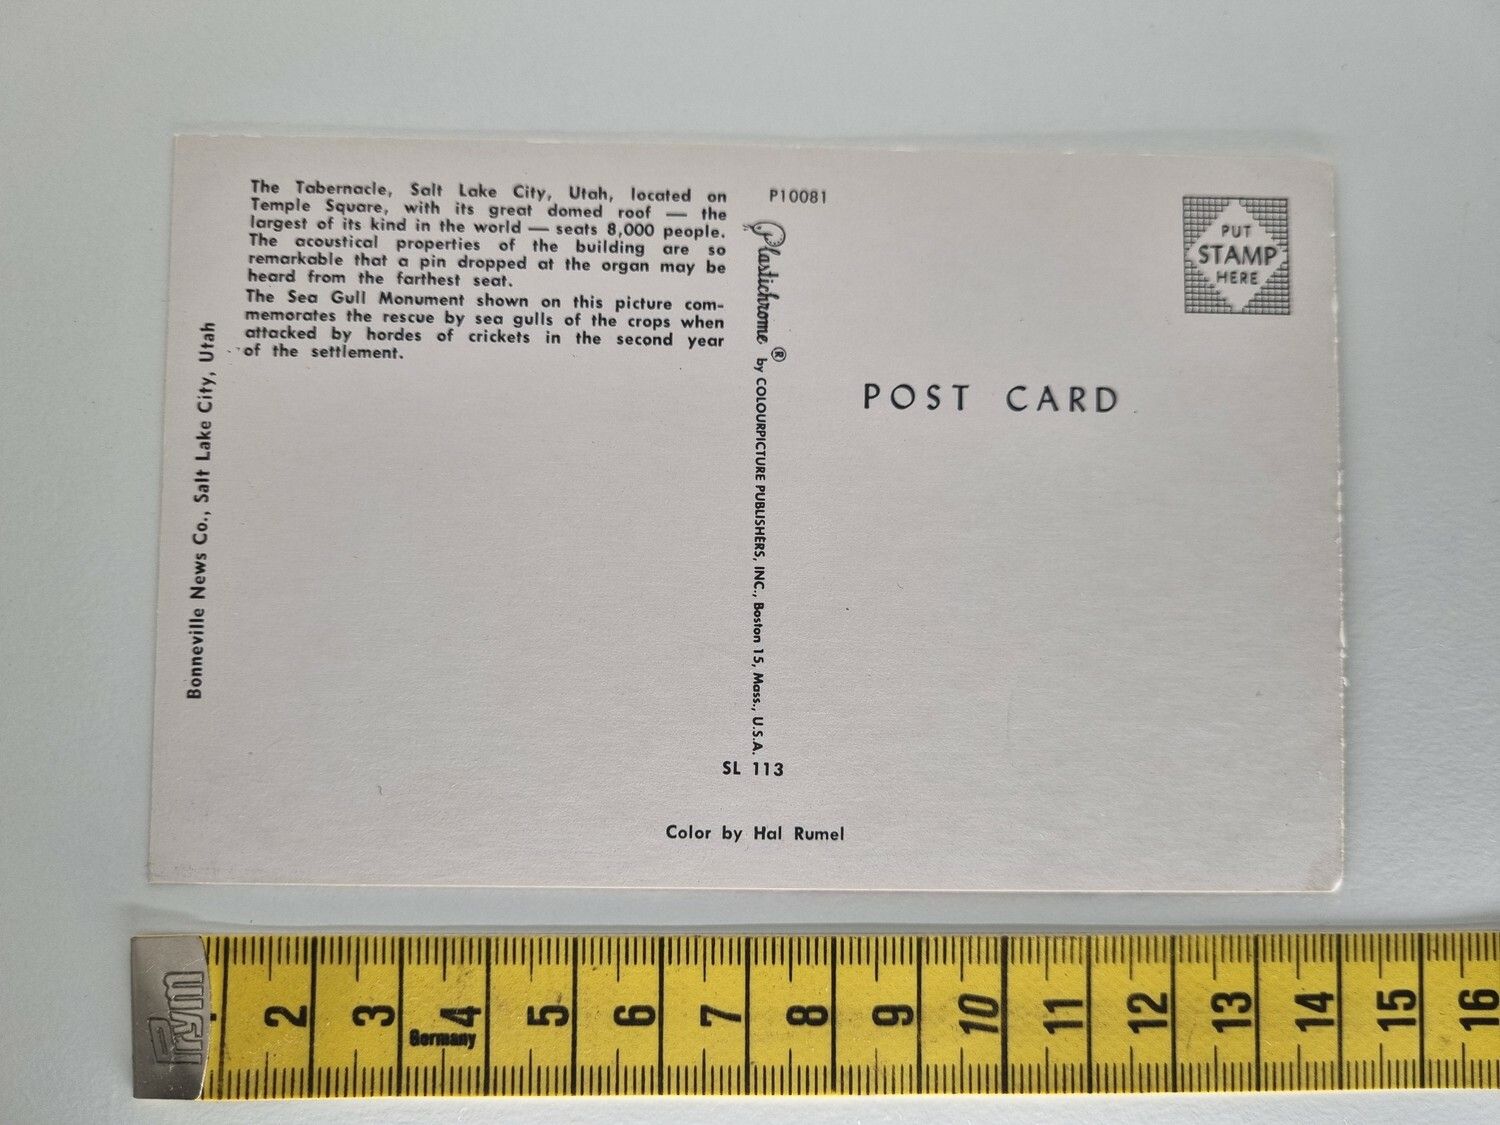 The Tabernacle, Salt Lake City, Utah, located on
Temple Square, with its great domed roof — the
largest of its kind in the world — seats 8,000 people.
The acoustical properties of the building are so
remarkable that a pin dropped at the organ may be
heard from the farthest seat.
The Sea Gull Monument shown on this picture com-
memorates the rescue by sea gulls of the crops when
attacked by hordes of crickets in the second year
of the settlement.
Bonneville News Co., Salt Lake City, Utah
P10081
Plastichrome ® by COLOURPICTURE PUBLISHERS, INC., Boston 15, Mass., U.S.A.
SL 113
Color by Hal Rumel
PUT
STAMP
HERE
POST CARD
Prym
2 3 4 5 6 7 8 9 10 11 12 13 14 15 16
Germany